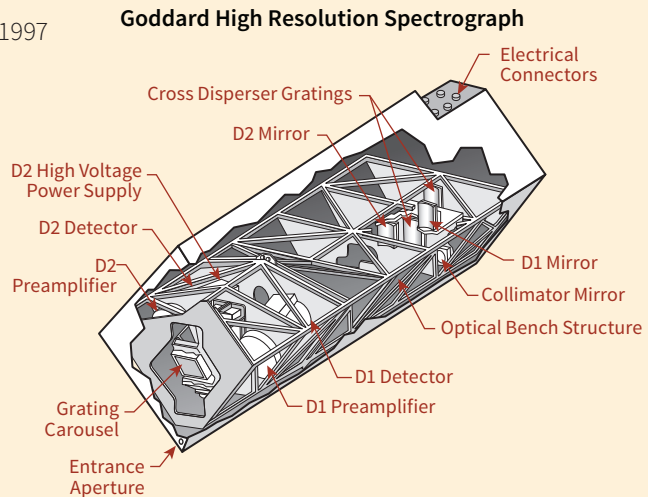 1997
Goddard High Resolution Spectrograph
Electrical
Connectors
Cross Disperser Gratings
D2 Mirror
D2 High Voltage
Power Supply
D2 Detector
D2
Preamplifier
D1 Mirror
Collimator Mirror
Optical Bench Structure
D1 Detector
D1 Preamplifier
Grating
Carousel
Entrance
Aperture